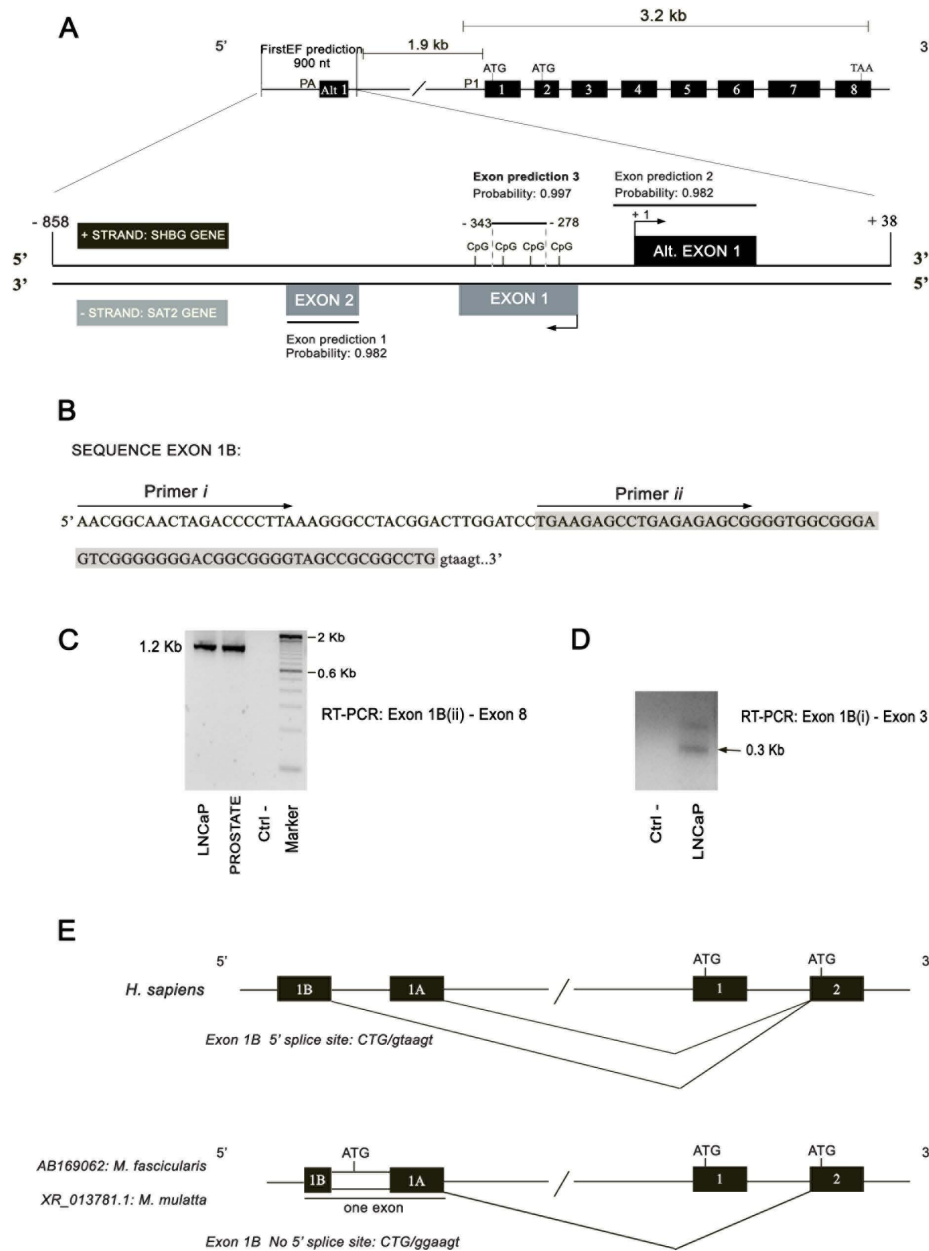 A
3.2 kb
5'
3
FirstEF prediction
900 nt
1.9 kb
PA
Alt 1
P1
ATG
ATG
TAA
1 2 3 4 5 6 7 8
Exon prediction 3
Probability: 0.997
Exon prediction 2
Probability: 0.982
- 858
+ STRAND: SHBG GENE
- 343
- 278
+ 1
+ 38
CpG CpG CpG CpG
Alt. EXON 1
5'
3'
3'
5'
- STRAND: SAT2 GENE
EXON 2
EXON 1
Exon prediction 1
Probability: 0.982
B
SEQUENCE EXON 1B:
Primer i
Primer ii
5' AACGGCAACTAGACCCCTTAAAGGGCCTACGGACTTGGATCCTGAAGAGCCTGAGAGAGCGGGGTGGCGGGA
GTCGGGGGGGACGGCGGGGTAGCCGCGGCCTG gtaagt..3'
C
1.2 Kb
2 Kb
0.6 Kb
RT-PCR: Exon 1B(ii) - Exon 8
LNCaP
PROSTATE
Ctrl -
Marker
D
RT-PCR: Exon 1B(i) - Exon 3
0.3 Kb
Ctrl -
LNCaP
E
5'
3
ATG
ATG
H. sapiens
1B
1A
1
2
Exon 1B 5' splice site: CTG/gtaagt
5'
3
AB169062: M. fascicularis
ATG
ATG
ATG
1B
1A
1
2
XR_013781.1: M. mulatta
one exon
Exon 1B No 5' splice site: CTG/ggaagt